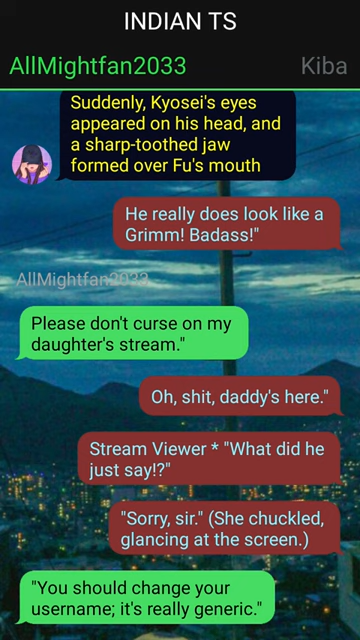 INDIAN TS
AllMightfan2033 Kiba
Suddenly, Kyosei's eyes
appeared on his head, and
a sharp-toothed jaw
formed over Fu's mouth
He really does look like a
Grimm! Badass!"
AllMightfan2033
Please don't curse on my
daughter's stream."
Oh, shit, daddy's here."
Stream Viewer * "What did he
just say!?"
"Sorry, sir." (She chuckled,
glancing at the screen.)
"You should change your
username; it's really generic."